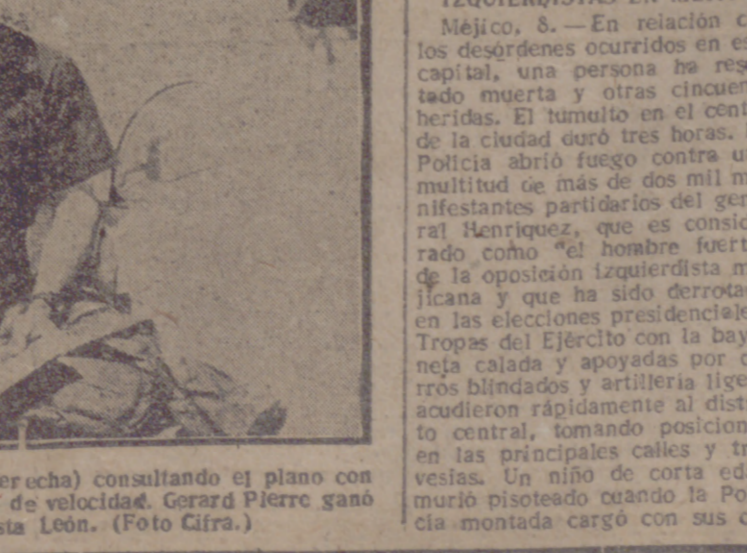 erecha) consultando el plano con
de velocidad. Gerard Pierre ganó
sta León. (Foto Cifra.)
Méjico, 8. — En relación c
los desórdenes ocurridos en es
capital, una persona ha res
tado muerta y otras cincuen
heridas. El tumulto en el cent
de la ciudad duró tres horas.
Policía abrió fuego contra u
multitud de más de dos mil m
nifestantes partidarios del gen
ral Henriquez, que es consid
rado como "el hombre fuert
de la oposición izquierdista m
jicana y que ha sido derrota
en las elecciones presidenciale
Tropas del Ejército con la bay
neta calada y apoyadas por c
rros blindados y artillería lige
acudieron rápidamente al dist
to central, tomando posicion
en las principales calles y tr
vesias. Un niño de corta ed
murió pisoteado cuando la Po
cía montada cargó con sus c